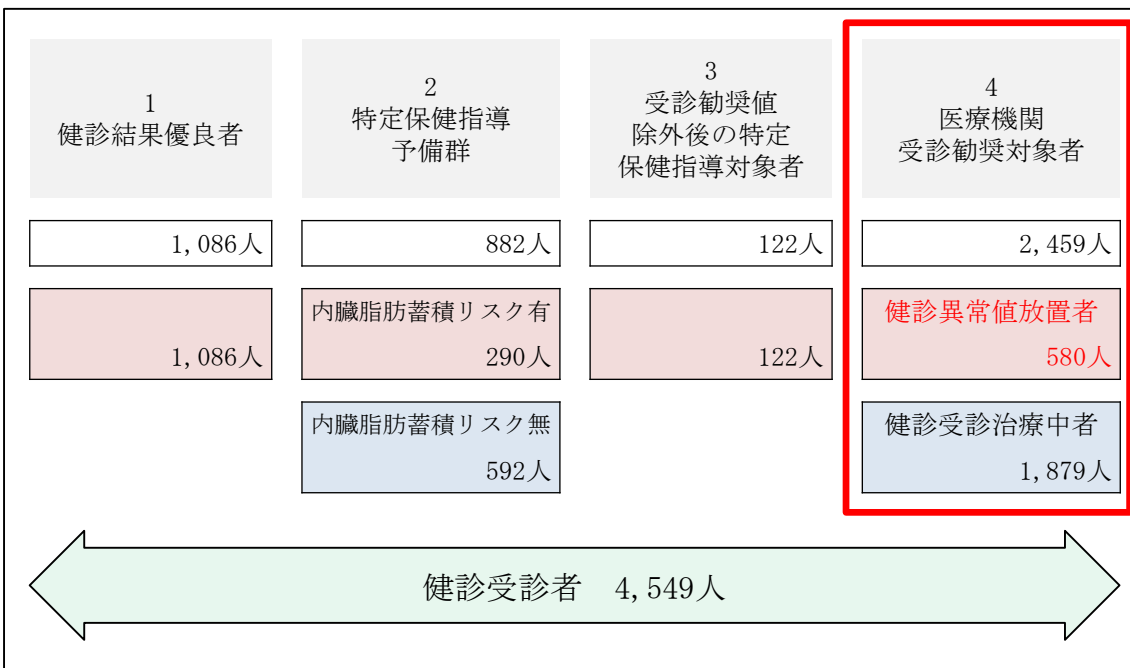 1
健診結果優良者
2
特定保健指導
予備群
3
受診勧奨値
除外後の特定
保健指導対象者
4
医療機関
受診勧奨対象者
1,086人
882人
122人
2,459人
1,086人
内臓脂肪蓄積リスク有
290人
122人
健診異常値放置者
580人
内臓脂肪蓄積リスク無
592人
健診受診治療中者
1,879人
健診受診者　4,549人